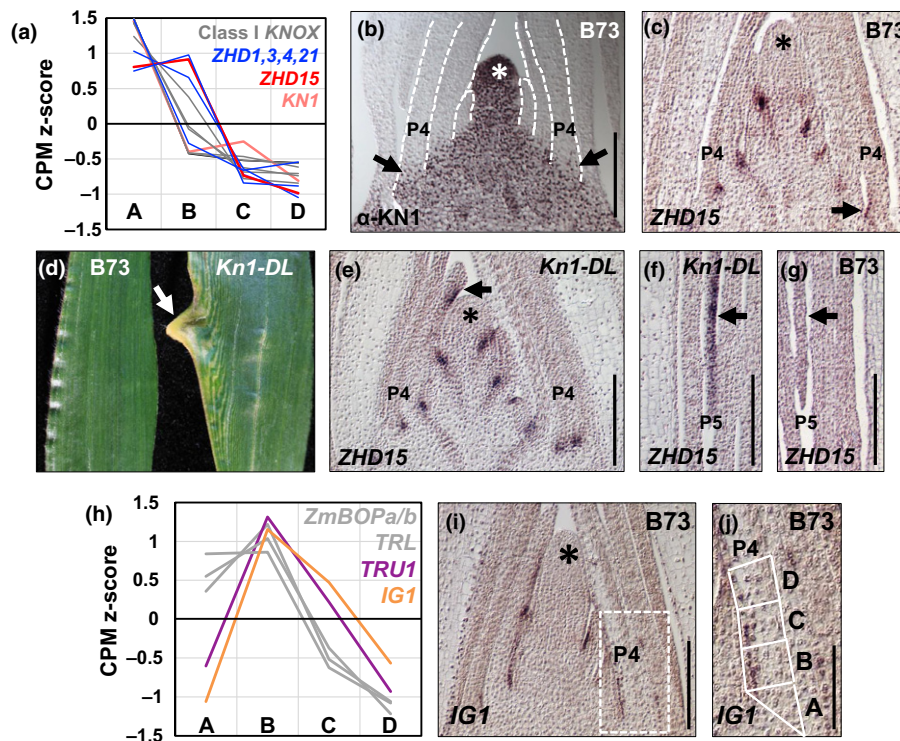 (a)
CPM z-score
1.5
1
0.5
0
–0.5
–1
–1.5
A B C D
Class I KNOX
ZHD1,3,4,21
ZHD15
KN1
(b) B73
*
P4 P4
α-KN1
(c) B73
*
P4 P4
ZHD15
(d) B73 Kn1-DL
(e) Kn1-DL
*
P4 P4
ZHD15
(f) Kn1-DL
P5
ZHD15
(g) B73
ZHD15
(h)
CPM z-score
1.5
1
0.5
0
–0.5
–1
–1.5
A B C D
ZmBOPa/b
TRL
TRU1
IG1
(i) B73
*
P4
IG1
(j) B73
P4
D
C
B
A
IG1